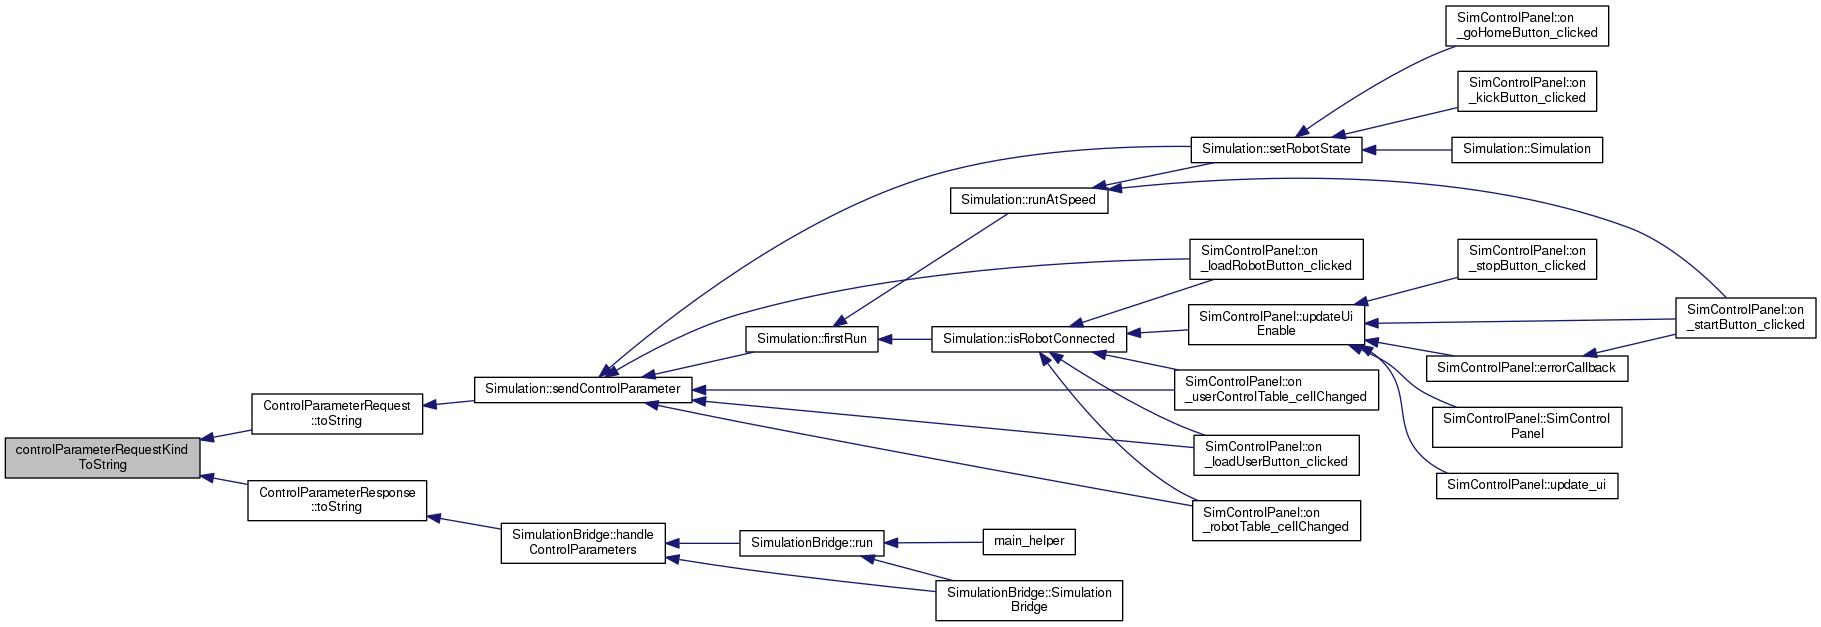 controlParameterRequestKind
ToString
ControlParameterRequest
::toString
ControlParameterResponse
::toString
Simulation::sendControlParameter
SimulationBridge::handle
ControlParameters
Simulation::firstRun
SimulationBridge::run
Simulation::runAtSpeed
Simulation::isRobotConnected
main_helper
SimulationBridge::Simulation
Bridge
Simulation::setRobotState
SimControlPanel::on
_loadRobotButton_clicked
SimControlPanel::updateUi
Enable
SimControlPanel::on
_userControlTable_cellChanged
SimControlPanel::on
_loadUserButton_clicked
SimControlPanel::on
_robotTable_cellChanged
SimControlPanel::on
_goHomeButton_clicked
SimControlPanel::on
_kickButton_clicked
Simulation::Simulation
SimControlPanel::on
_stopButton_clicked
SimControlPanel::errorCallback
SimControlPanel::SimControl
Panel
SimControlPanel::update_ui
SimControlPanel::on
_startButton_clicked